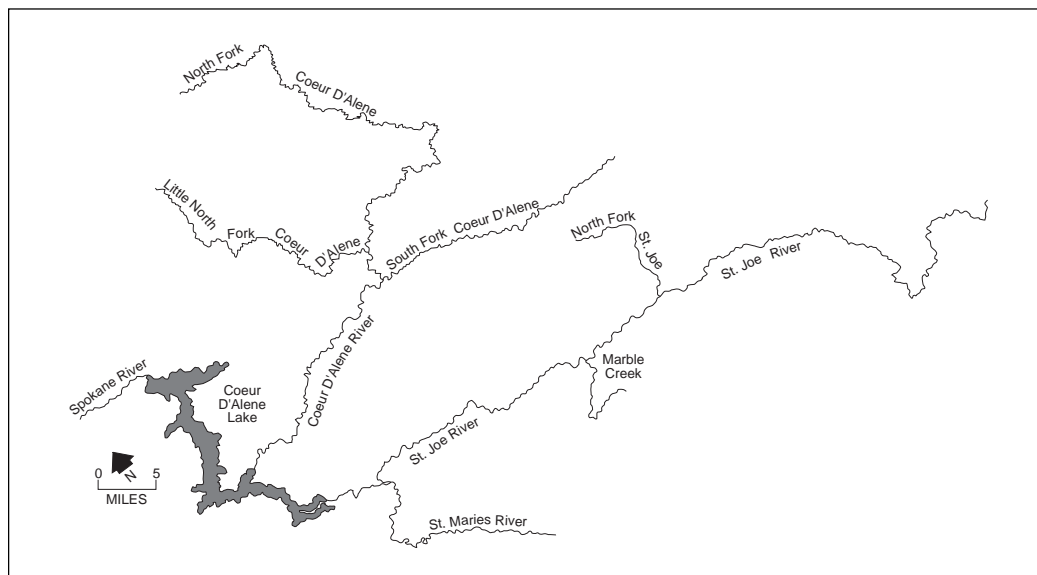 North Fork
Coeur D'Alene
Little North
Fork
Coeur
D'Alene
South Fork Coeur D'Alene
North Fork
St. Joe
St. Joe River
Marble
Creek
Coeur D'Alene River
Spokane River
Coeur
D'Alene
Lake
St. Joe River
St. Maries River
N
0 5
MILES